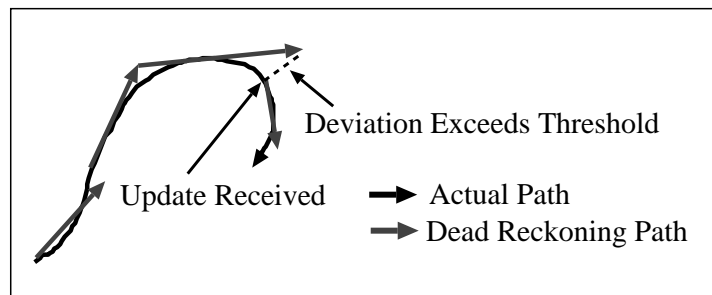 Deviation Exceeds Threshold
Update Received
Actual Path
Dead Reckoning Path